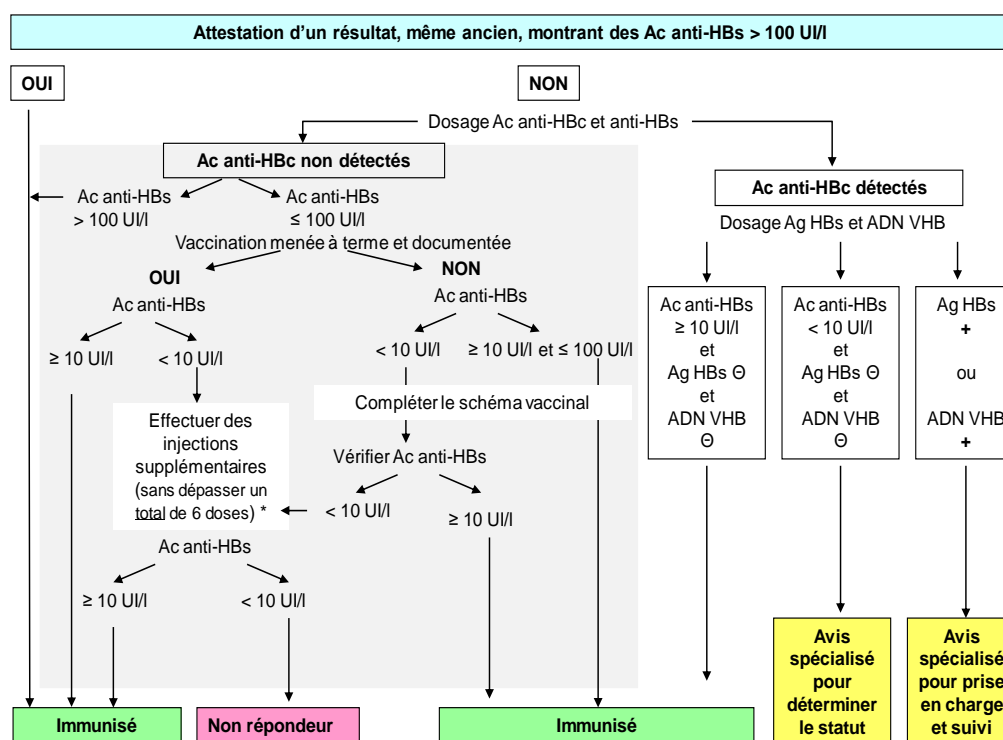 Attestation d'un résultat, même ancien, montrant des Ac anti-HBs > 100 UI/l
OUI
NON
Dosage Ac anti-HBc et anti-HBs
Ac anti-HBc non détectés
Ac anti-HBs
> 100 UI/l
Ac anti-HBs
≤ 100 UI/l
Vaccination menée à terme et documentée
OUI
Ac anti-HBs
≥ 10 UI/l
< 10 UI/l
Effectuer des
injections
supplémentaires
(sans dépasser un
total de 6 doses) *
NON
Ac anti-HBs
< 10 UI/l
≥ 10 UI/l et ≤ 100 UI/l
Compléter le schéma vaccinal
Vérifier Ac anti-HBs
< 10 UI/l
≥ 10 UI/l
Ac anti-HBs
≥ 10 UI/l
< 10 UI/l
Ac anti-HBc détectés
Dosage Ag HBs et ADN VHB
Ac anti-HBs
≥ 10 UI/l
et
Ag HBs Θ
et
ADN VHB
Θ
Ac anti-HBs
< 10 UI/l
et
Ag HBs Θ
et
ADN VHB
Θ
Ag HBs
+
ou
ADN VHB
+
Immunisé
Non répondeur
Immunisé
Avis
spécialisé
pour
déterminer
le statut
Avis
spécialisé
pour prise
en charge
et suivi